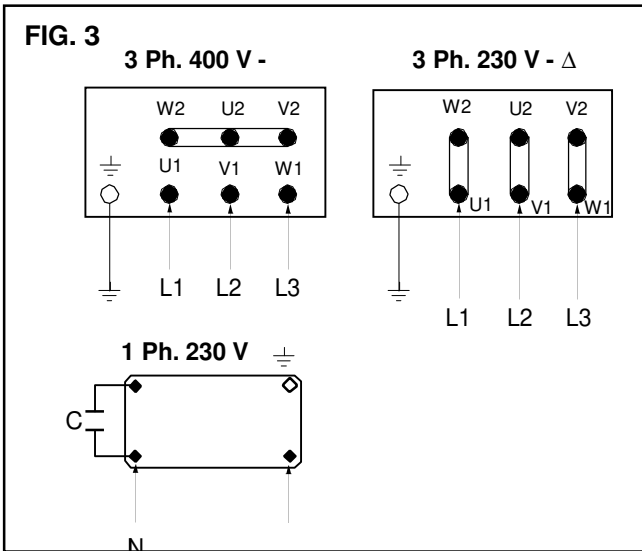 FIG. 3
3 Ph. 400 V -
W2 U2 V2
U1 V1 W1
L1 L2 L3
3 Ph. 230 V - Δ
W2 U2 V2
U1 V1 W1
L1 L2 L3
1 Ph. 230 V
C
N